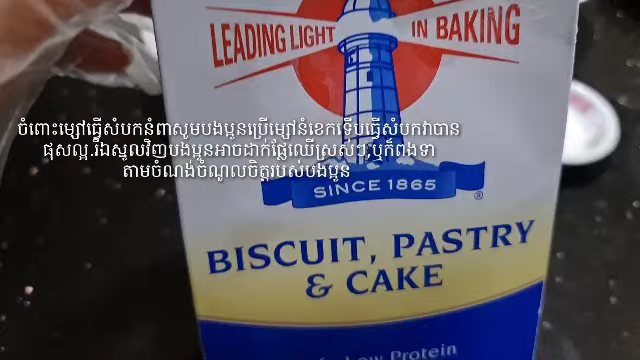 LEADING LIGHT IN BAKING
ចំពោះម្សៅធ្វើសំបកនំពាសូមបងប្អូនប្រើម្សៅនំខេកទើបធ្វើសំបកវាបាន
ផុសល្អ.រីឯស្នូលវិញបងប្អូនអាចដាក់ផ្លែឈើស្រស់ៗ,ឬក៏ពងទា
តាមចំណង់ចំណូលចិត្តរបស់បងប្អូន
SINCE 1865
®
BISCUIT, PASTRY
& CAKE
Low Protein